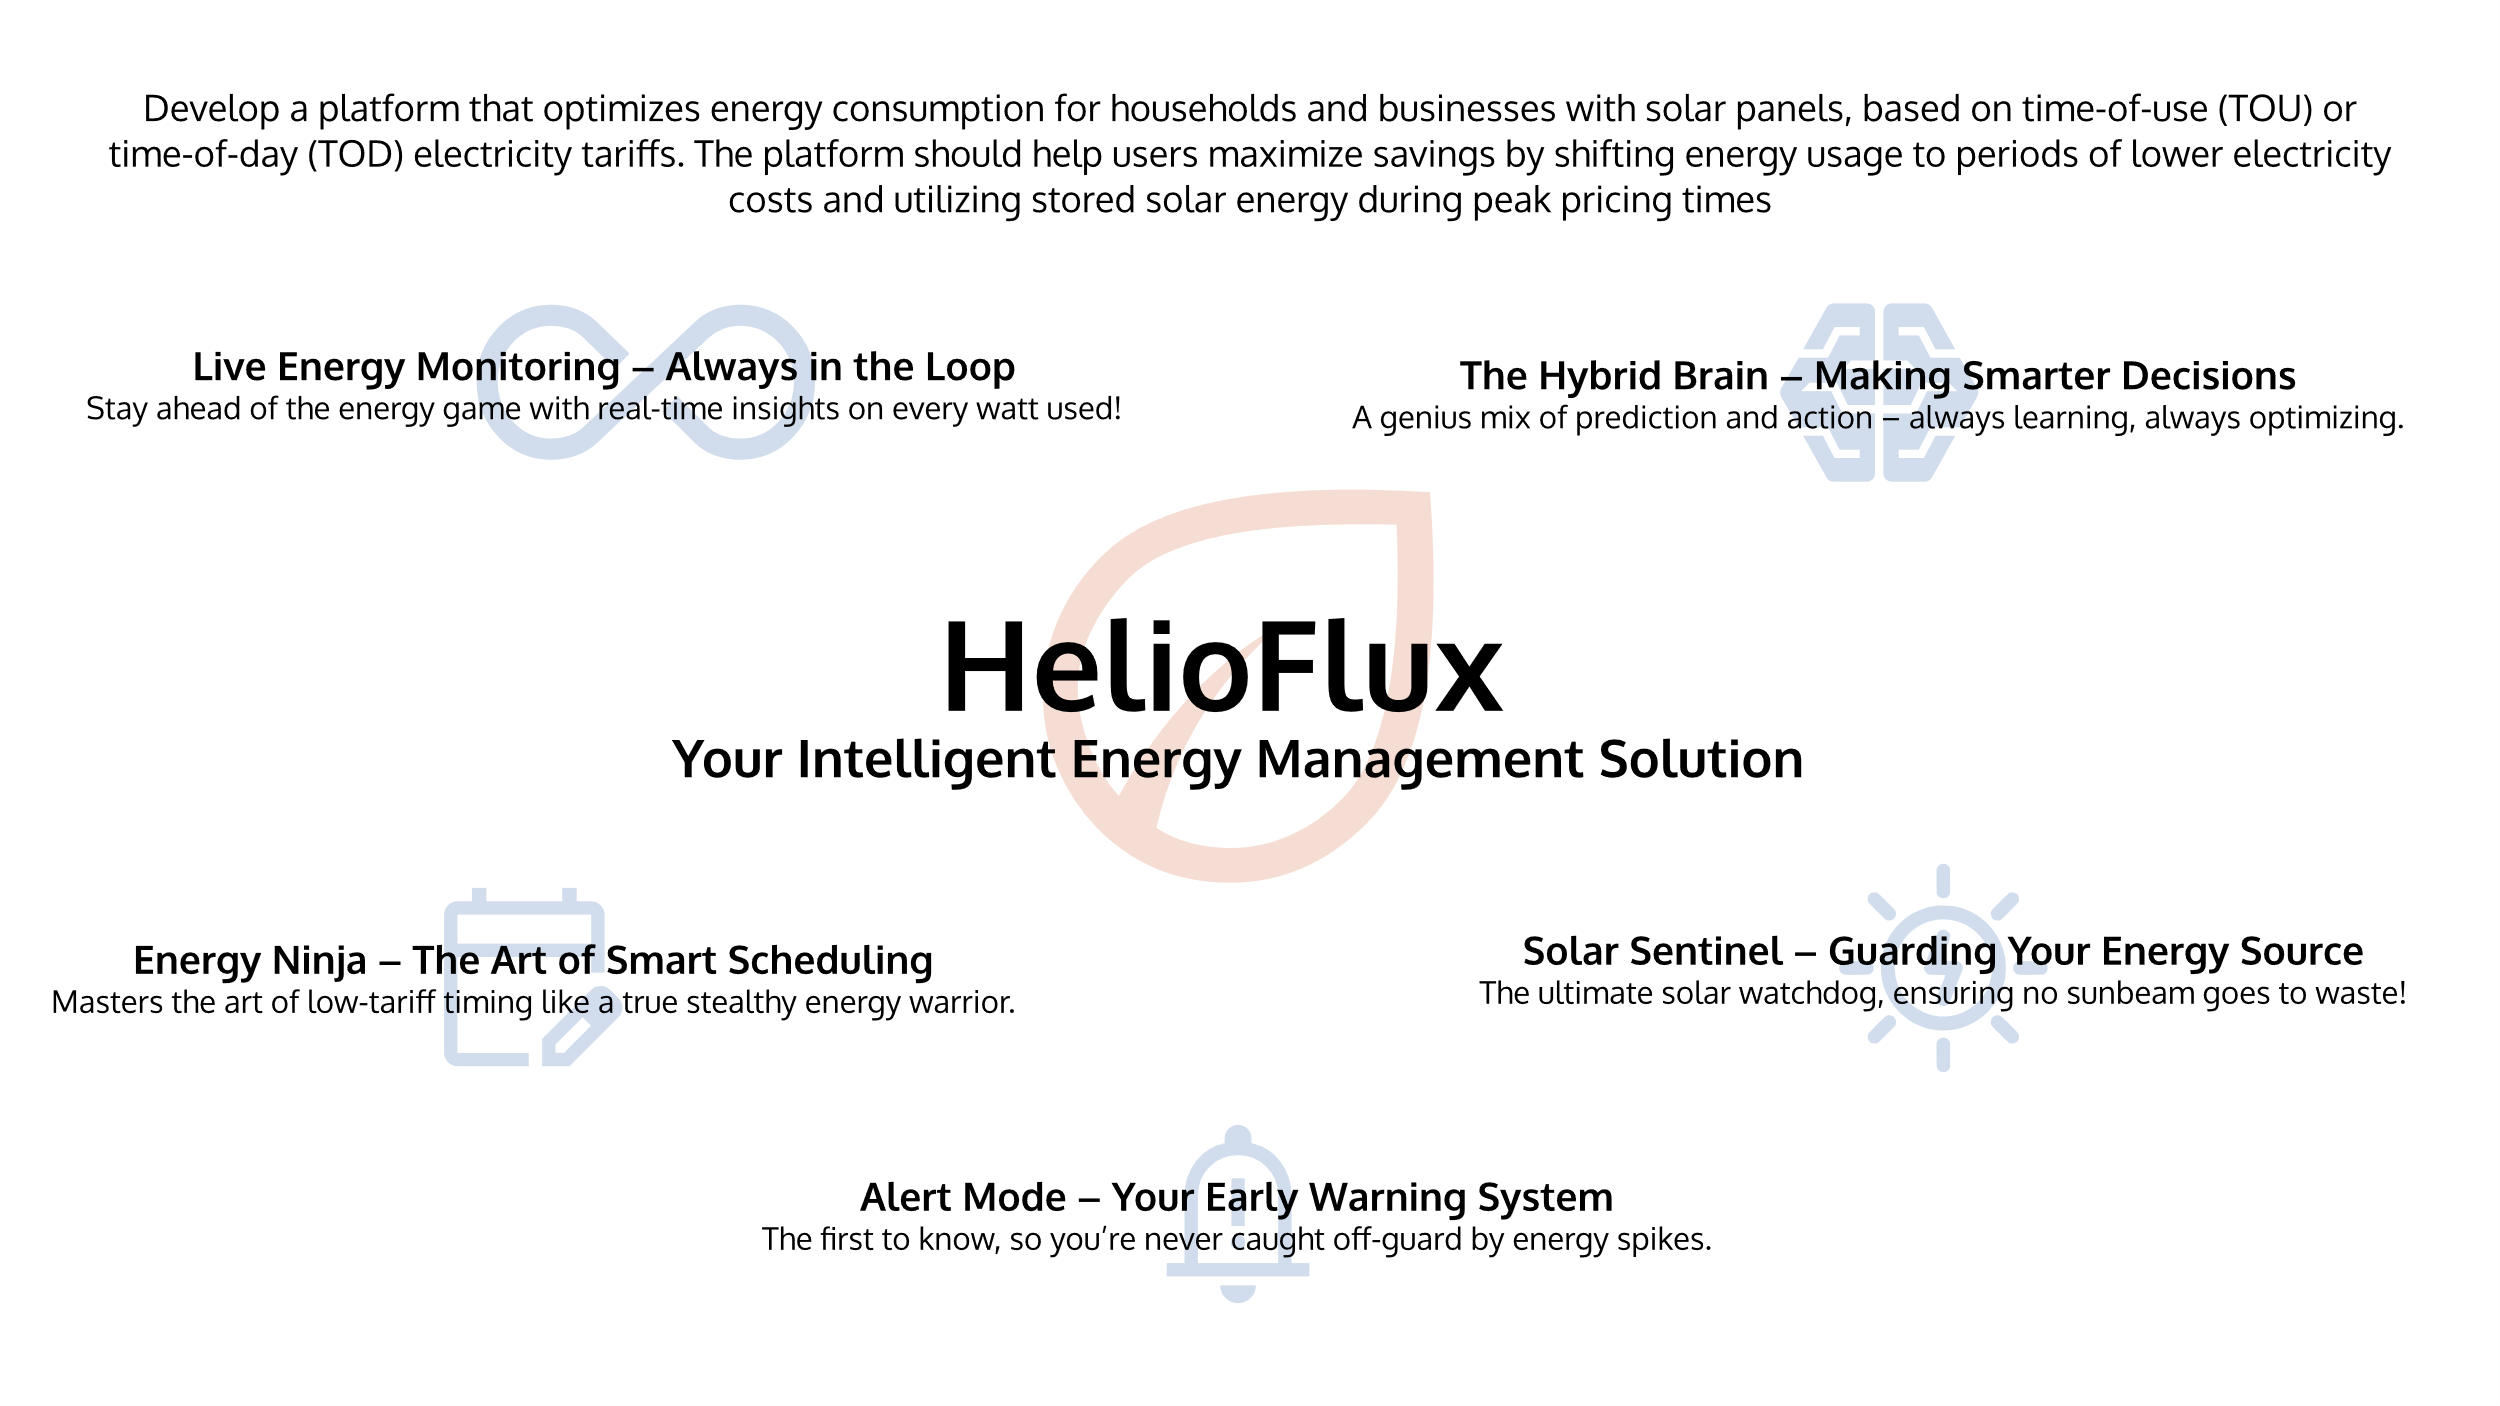 Develop a platform that optimizes energy consumption for households and businesses with solar panels, based on time-of-use (TOU) or
time-of-day (TOD) electricity tariffs. The platform should help users maximize savings by shifting energy usage to periods of lower electricity
costs and utilizing stored solar energy during peak pricing times
Live Energy Monitoring – Always in the Loop
Stay ahead of the energy game with real-time insights on every watt used!
The Hybrid Brain – Making Smarter Decisions
A genius mix of prediction and action – always learning, always optimizing.
HelioFlux
Your Intelligent Energy Management Solution
Energy Ninja – The Art of Smart Scheduling
Masters the art of low-tariff timing like a true stealthy energy warrior.
Solar Sentinel – Guarding Your Energy Source
The ultimate solar watchdog, ensuring no sunbeam goes to waste!
Alert Mode – Your Early Warning System
The first to know, so you’re never caught off-guard by energy spikes.